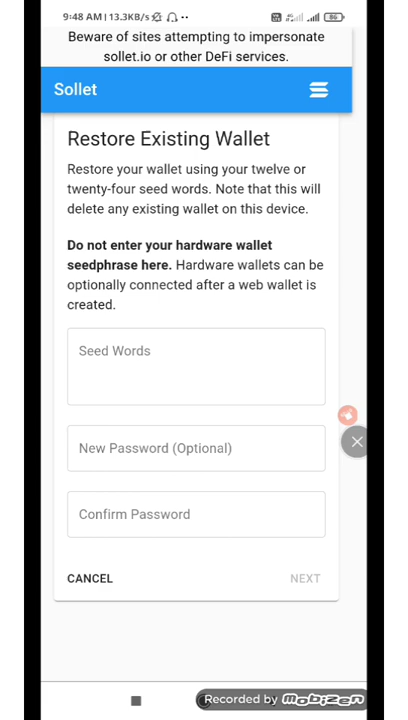 9:48 AM | 13.3KB/s
86
Beware of sites attempting to impersonate
sollet.io or other DeFi services.
Sollet
Restore Existing Wallet
Restore your wallet using your twelve or
twenty-four seed words. Note that this will
delete any existing wallet on this device.
Do not enter your hardware wallet
seedphrase here. Hardware wallets can be
optionally connected after a web wallet is
created.
Seed Words
New Password (Optional)
Confirm Password
CANCEL
NEXT
Recorded by mobizen